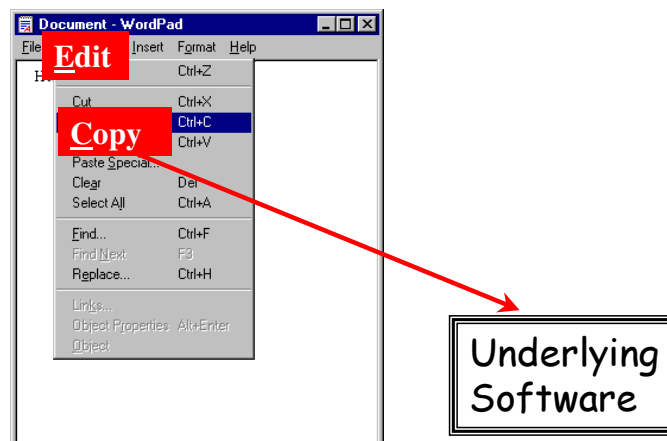 Document - WordPad
File Edit Insert Format Help
H
Ctrl+Z
Cut Ctrl+X
Copy Ctrl+C
Ctrl+V
Paste Special...
Clear Del
Select All Ctrl+A
Find... Ctrl+F
Find Next F3
Replace... Ctrl+H
Links...
Object Properties Alt+Enter
Object
Underlying
Software